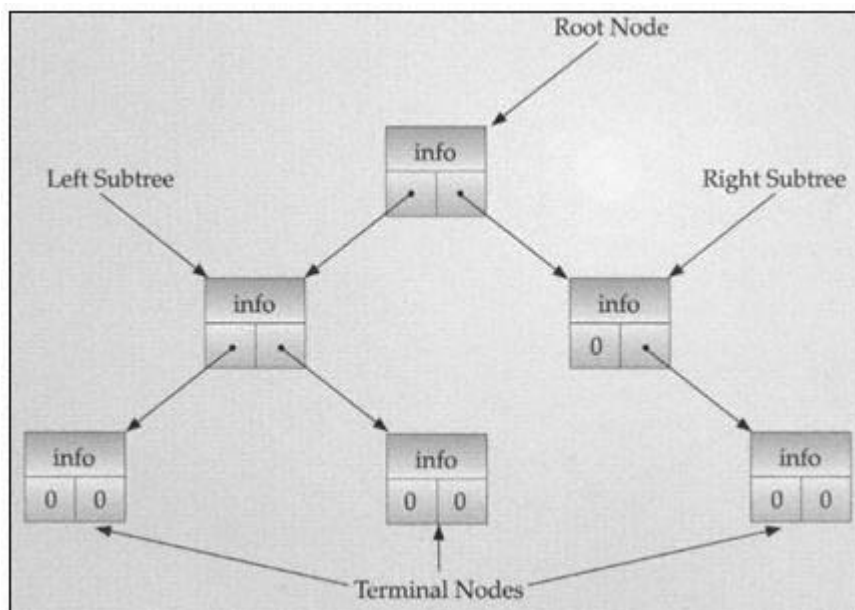 Root Node
info
Left Subtree
Right Subtree
info
info
0
info
info
info
0 0
0 0
0 0
Terminal Nodes